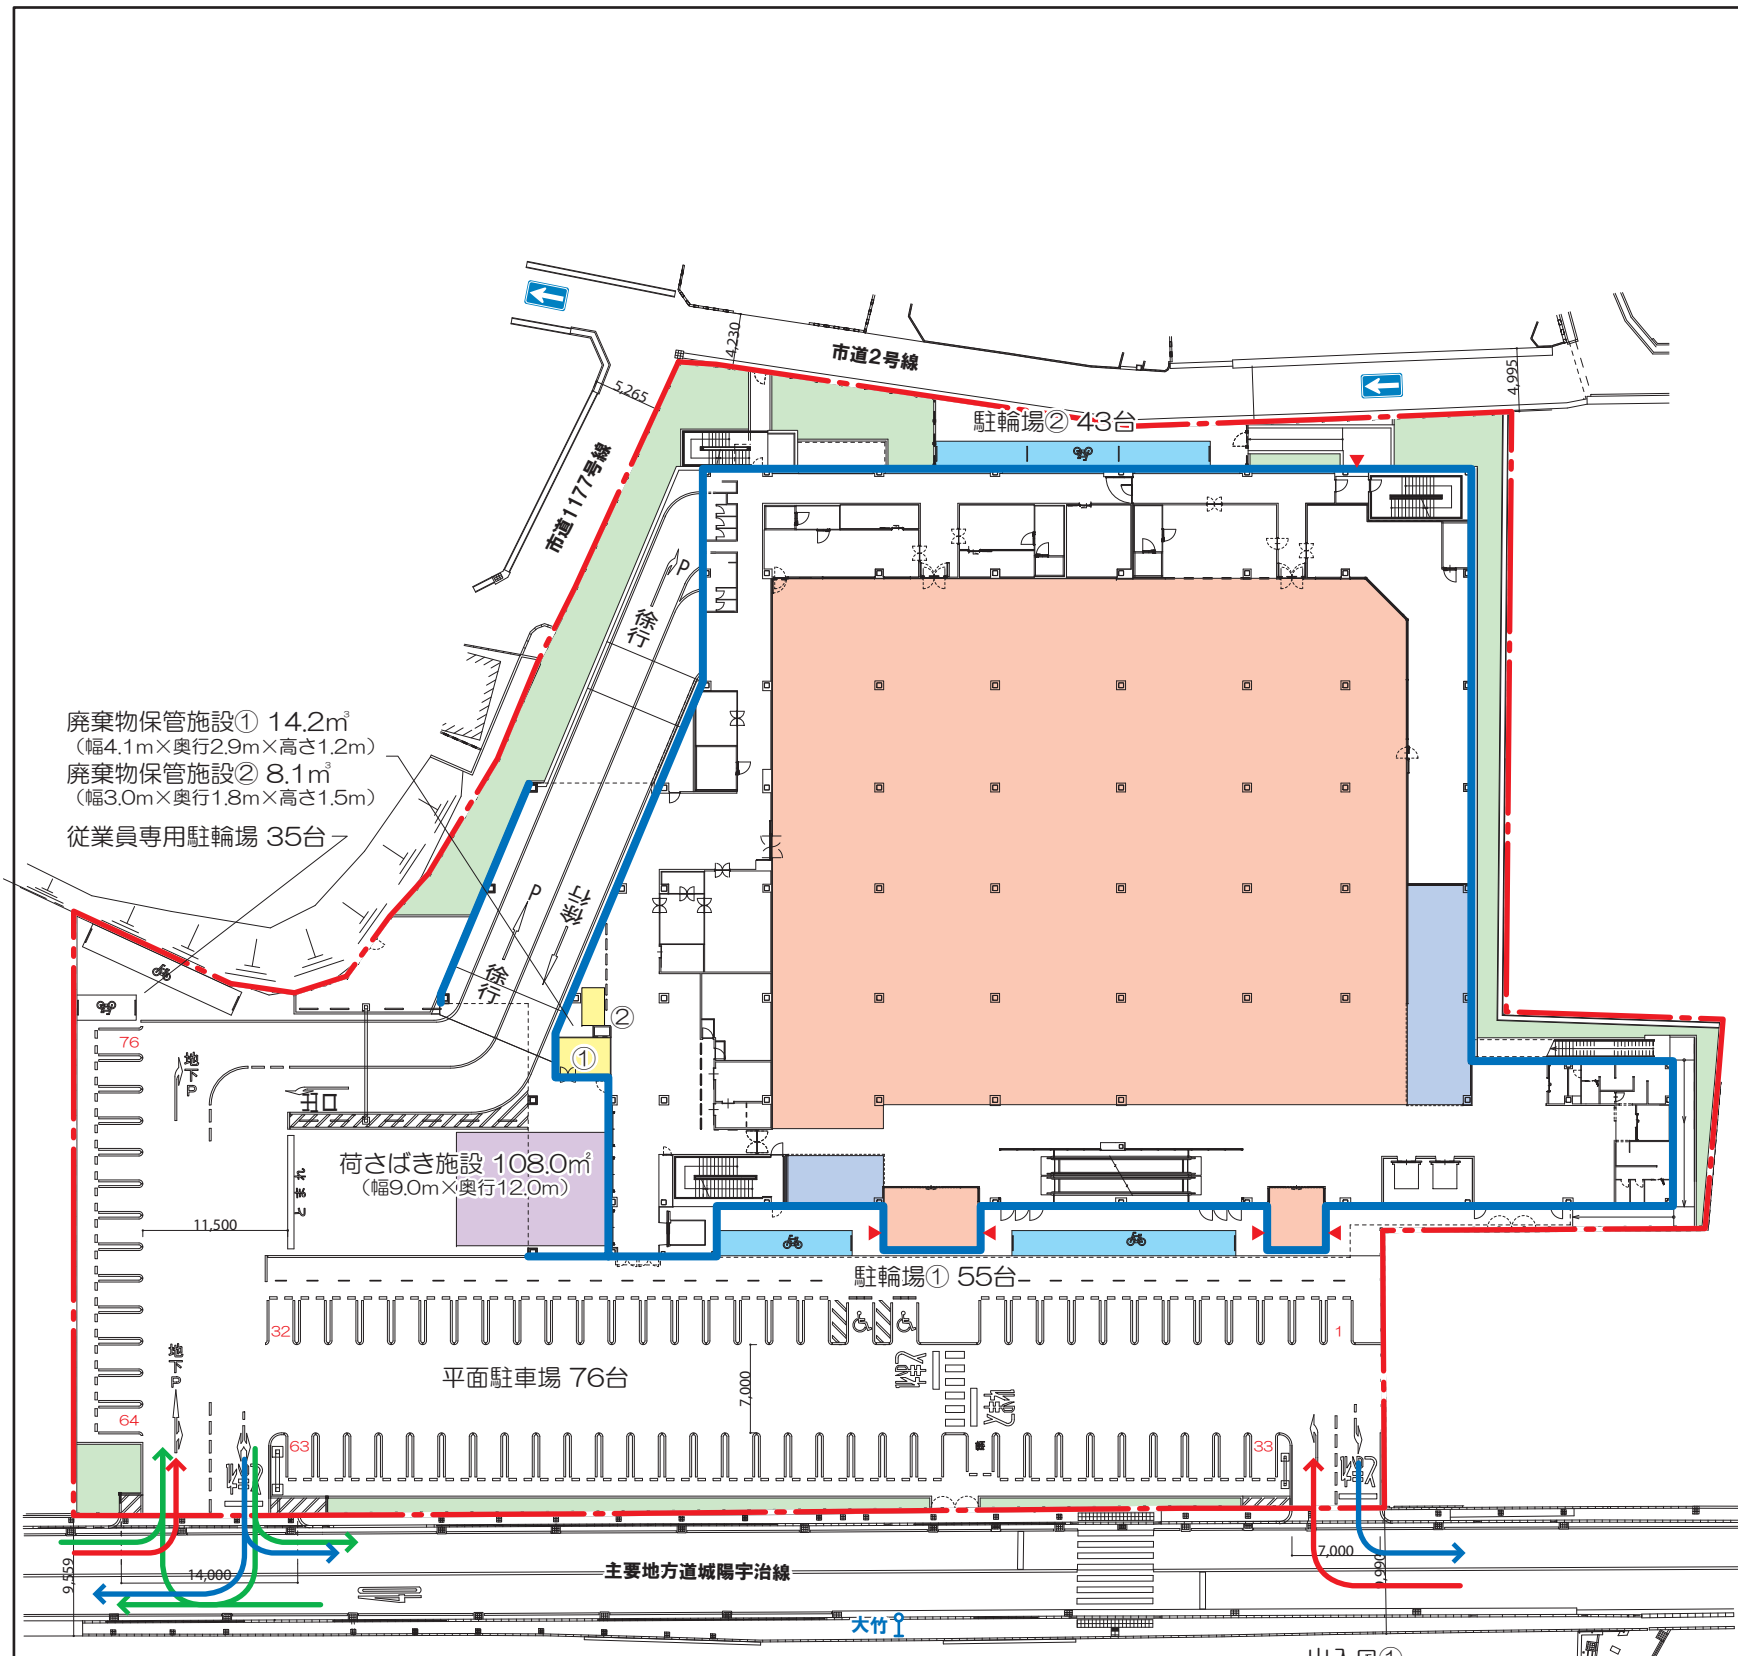 4,230
市道2号線
4,995
5,265
駐輪場② 43台
市道1177号線
P
徐行
廃棄物保管施設① 14.2㎥
（幅4.1m×奥行2.9m×高さ1.2m）
廃棄物保管施設② 8.1㎥
（幅3.0m×奥行1.8m×高さ1.5m）
従業員専用駐輪場 35台
P
徐行
徐行
②
①
76
地下P
出口
荷さばき施設 108.0㎡
（幅9.0m×奥行12.0m）
とまれ
11,500
駐輪場① 55台
32
1
地下P
平面駐車場 76台
7,000
64
63
33
主要地方道城陽宇治線
9,559
14,000
7,000
大竹